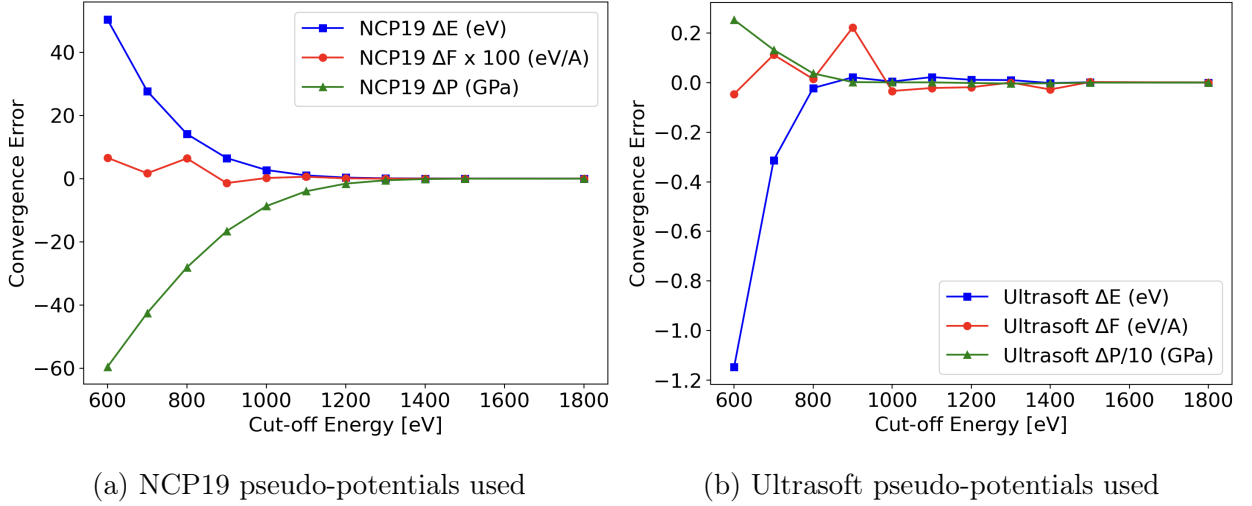 40
20
0
−20
−40
−60
Convergence Error
NCP19 ΔE (eV)
NCP19 ΔF x 100 (eV/A)
NCP19 ΔP (GPa)
600 800 1000 1200 1400 1600 1800
Cut-off Energy [eV]
(a) NCP19 pseudo-potentials used
0.2
0.0
−0.2
−0.4
−0.6
−0.8
−1.0
−1.2
Convergence Error
Ultrasoft ΔE (eV)
Ultrasoft ΔF (eV/A)
Ultrasoft ΔP/10 (GPa)
600 800 1000 1200 1400 1600 1800
Cut-off Energy [eV]
(b) Ultrasoft pseudo-potentials used